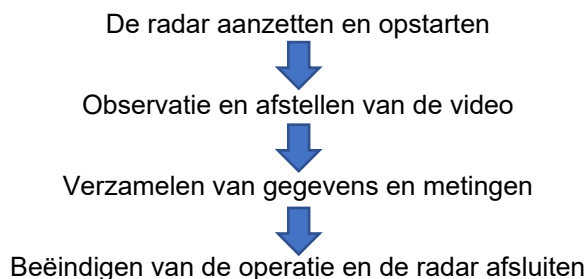 De radar aanzetten en opstarten
Observatie en afstellen van de video
Verzamelen van gegevens en metingen
Beëindigen van de operatie en de radar afsluiten